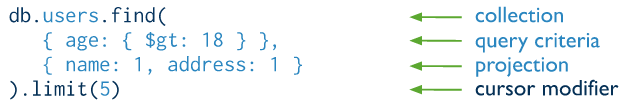 db.users.find( collection
{ age: { $gt: 18 } }, query criteria
{ name: 1, address: 1 } projection
).limit(5) cursor modifier